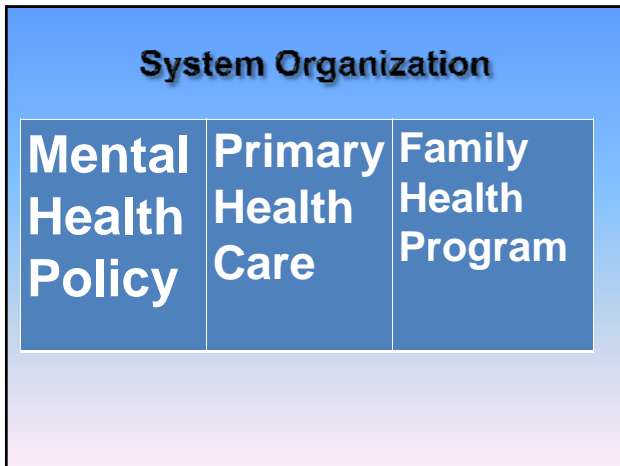 System Organization
Mental
Health
Policy
Primary
Health
Care
Family
Health
Program